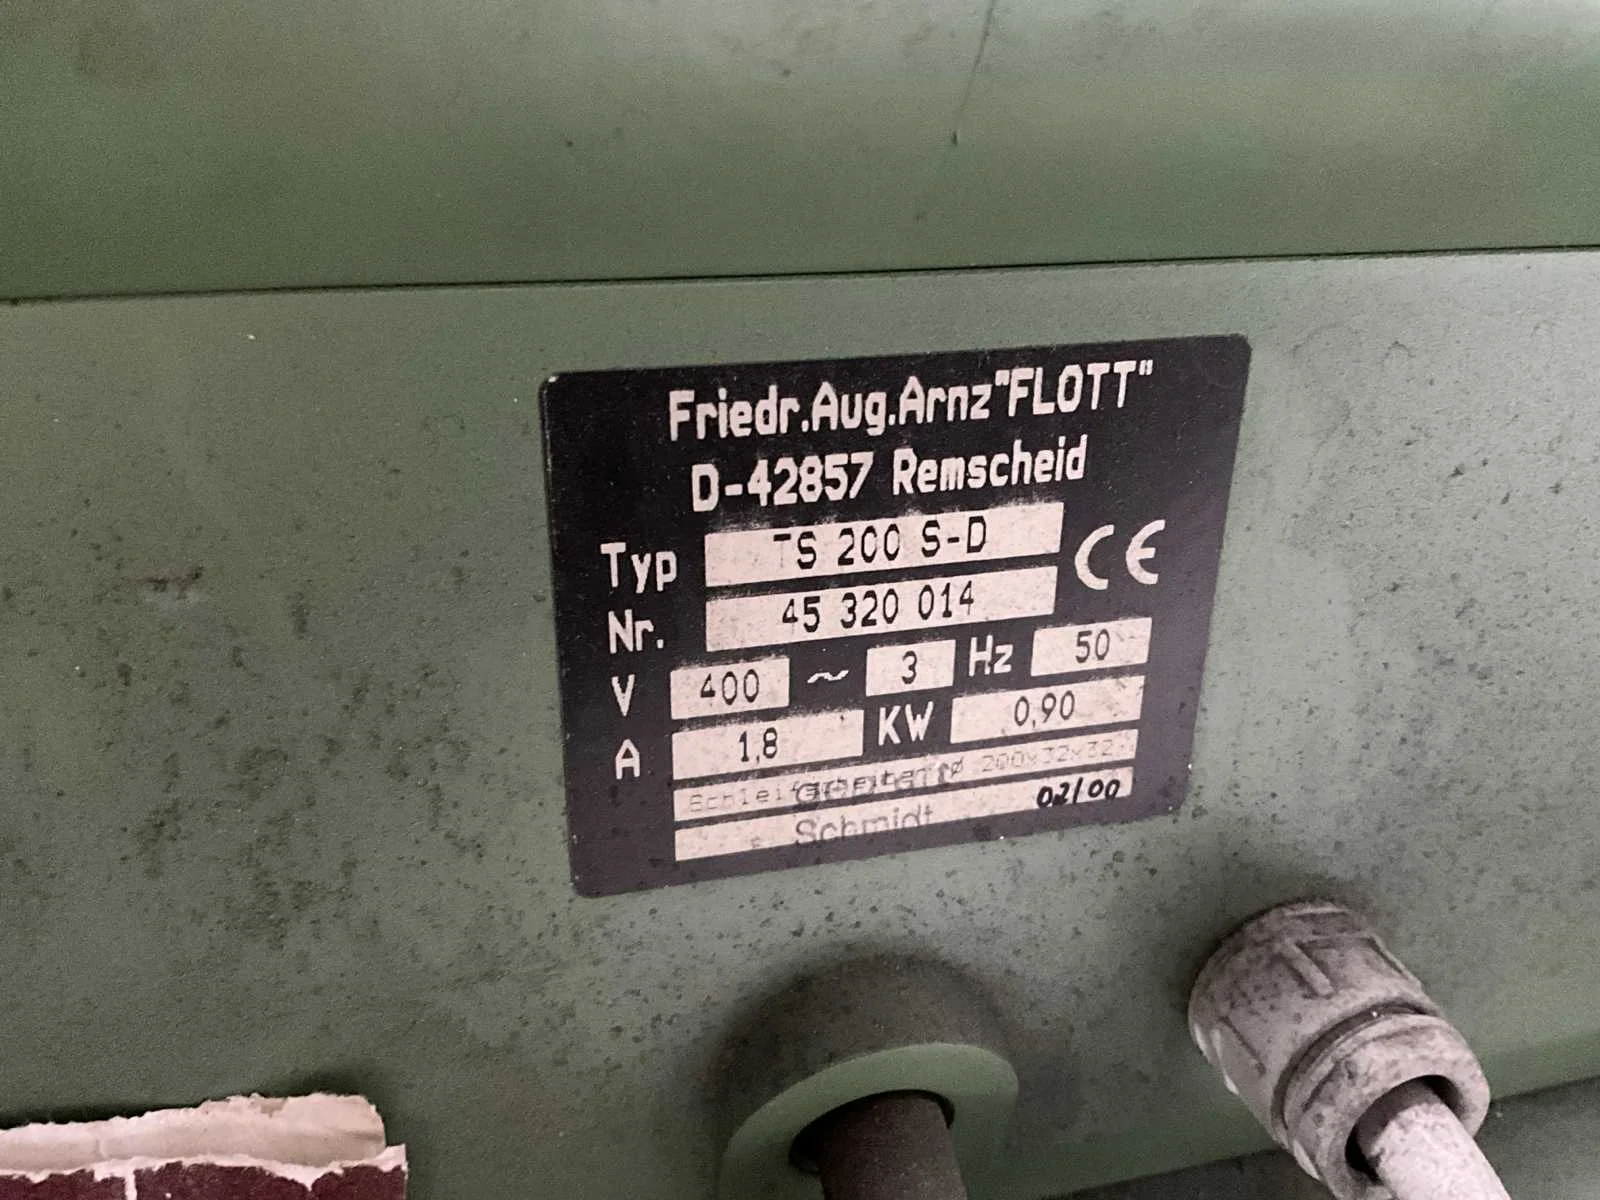 Friedr.Aug.Arnz"FLOTT"
D-42857 Remscheid
Typ TS 200 S-D CE
Nr. 45 320 014
V 400 ~ 3 Hz 50
A 1,8 KW 0,90
200x32x32
Schmidt 02/00